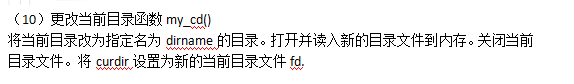 （10）更改当前目录函数 my_cd()
将当前目录改为指定名为 dirname 的目录。打开并读入新的目录文件到内存。关闭当前
目录文件。将 curdir 设置为新的当前目录文件 fd.